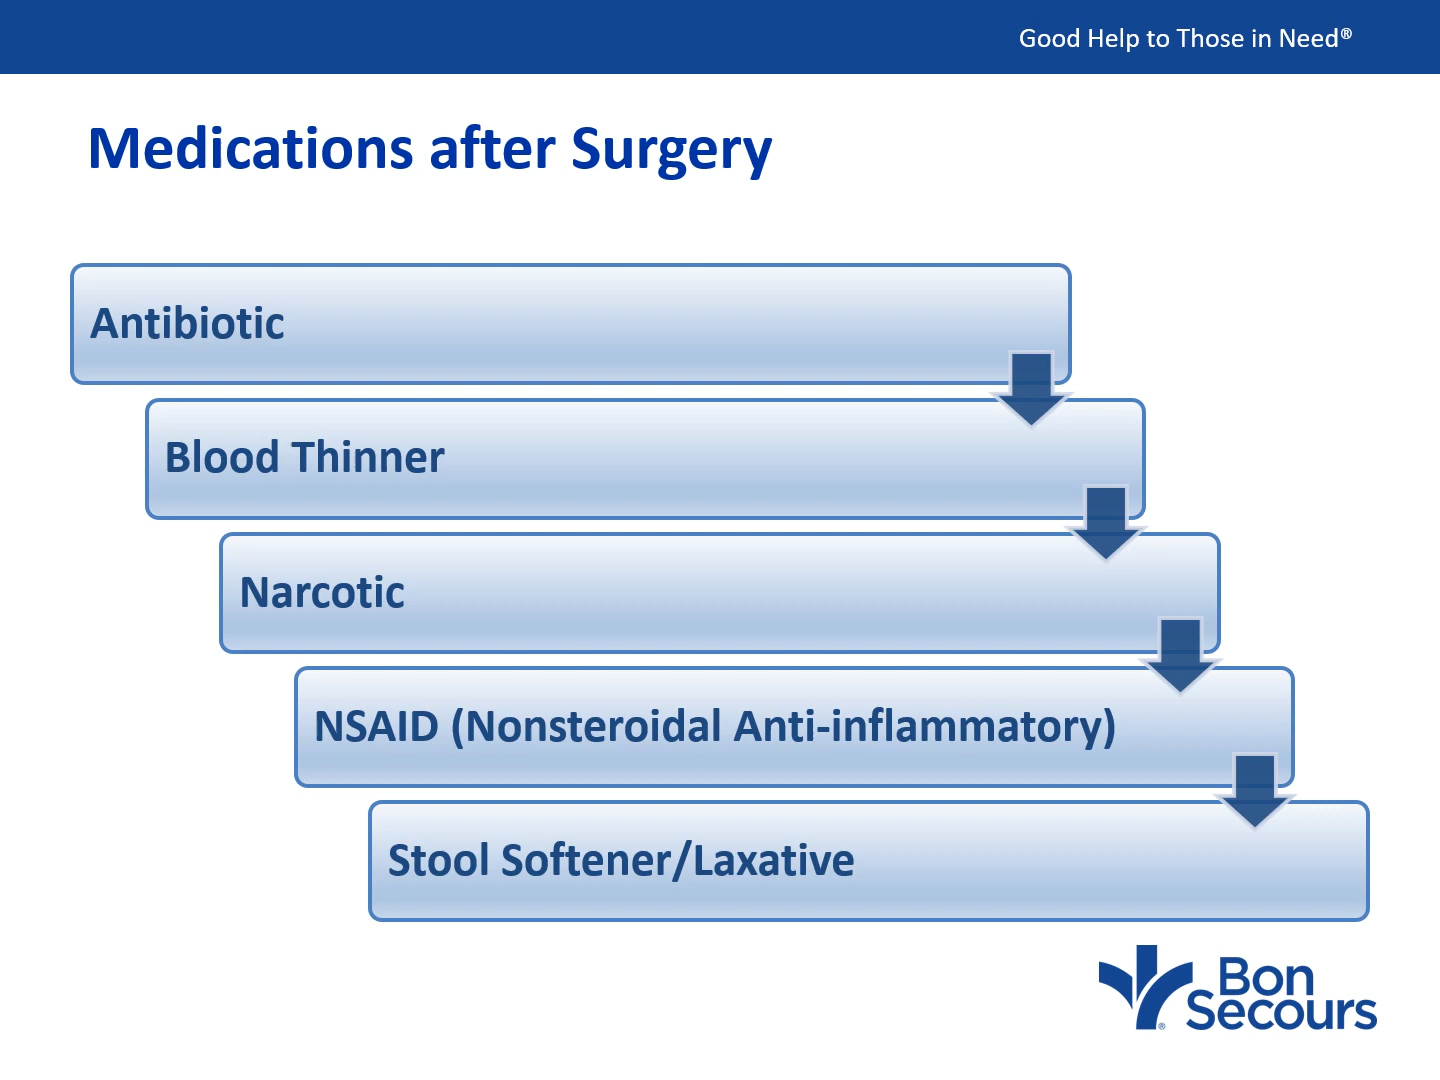 Good Help to Those in Need®
Medications after Surgery
Antibiotic
Blood Thinner
Narcotic
NSAID (Nonsteroidal Anti-inflammatory)
Stool Softener/Laxative
Bon
Secours
®